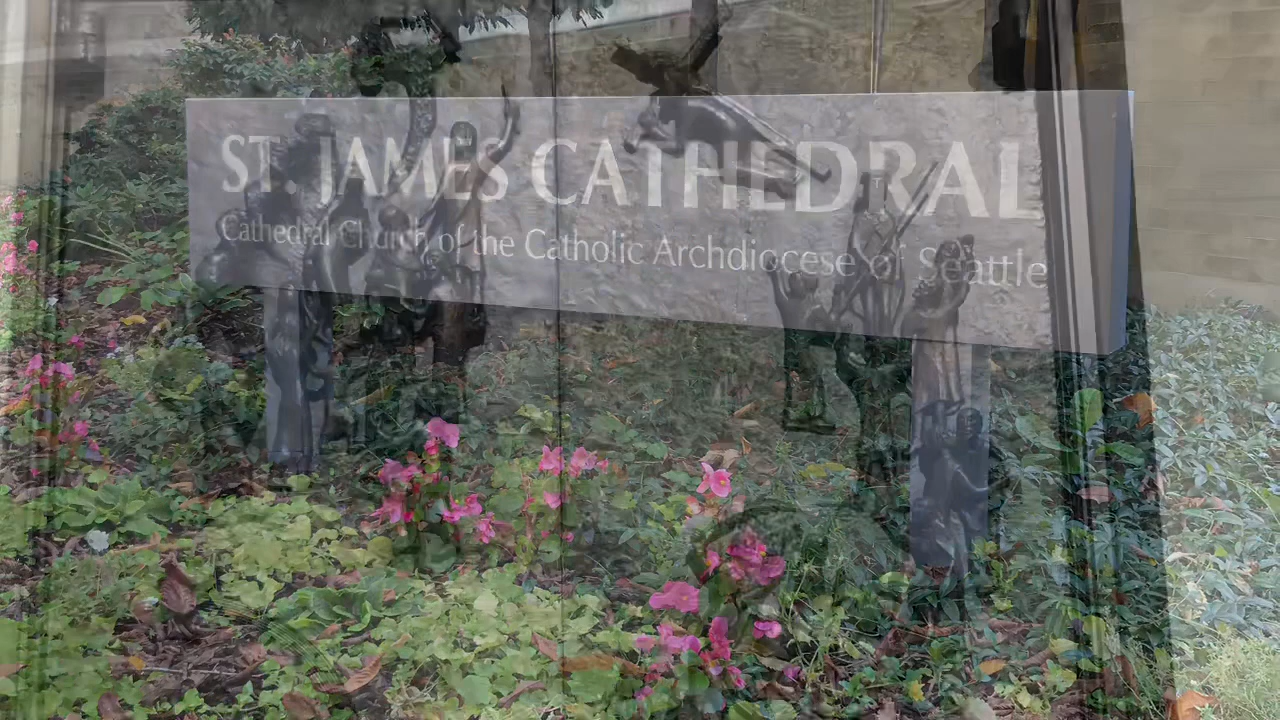 ST. JAMES CATHEDRAL
Cathedral Church of the Catholic Archdiocese of Seattle